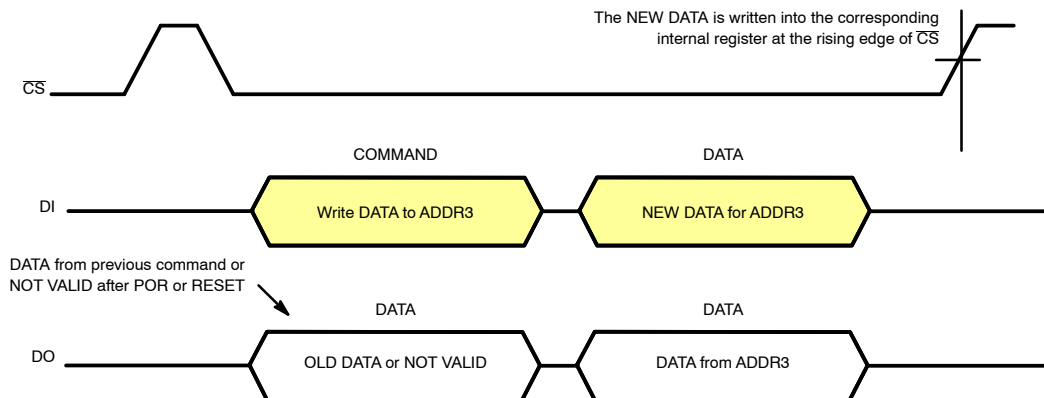 The NEW DATA is written into the corresponding
internal register at the rising edge of CS
CS
COMMAND
DATA
DI
Write DATA to ADDR3
NEW DATA for ADDR3
DATA from previous command or
NOT VALID after POR or RESET
DATA
DATA
DO
OLD DATA or NOT VALID
DATA from ADDR3